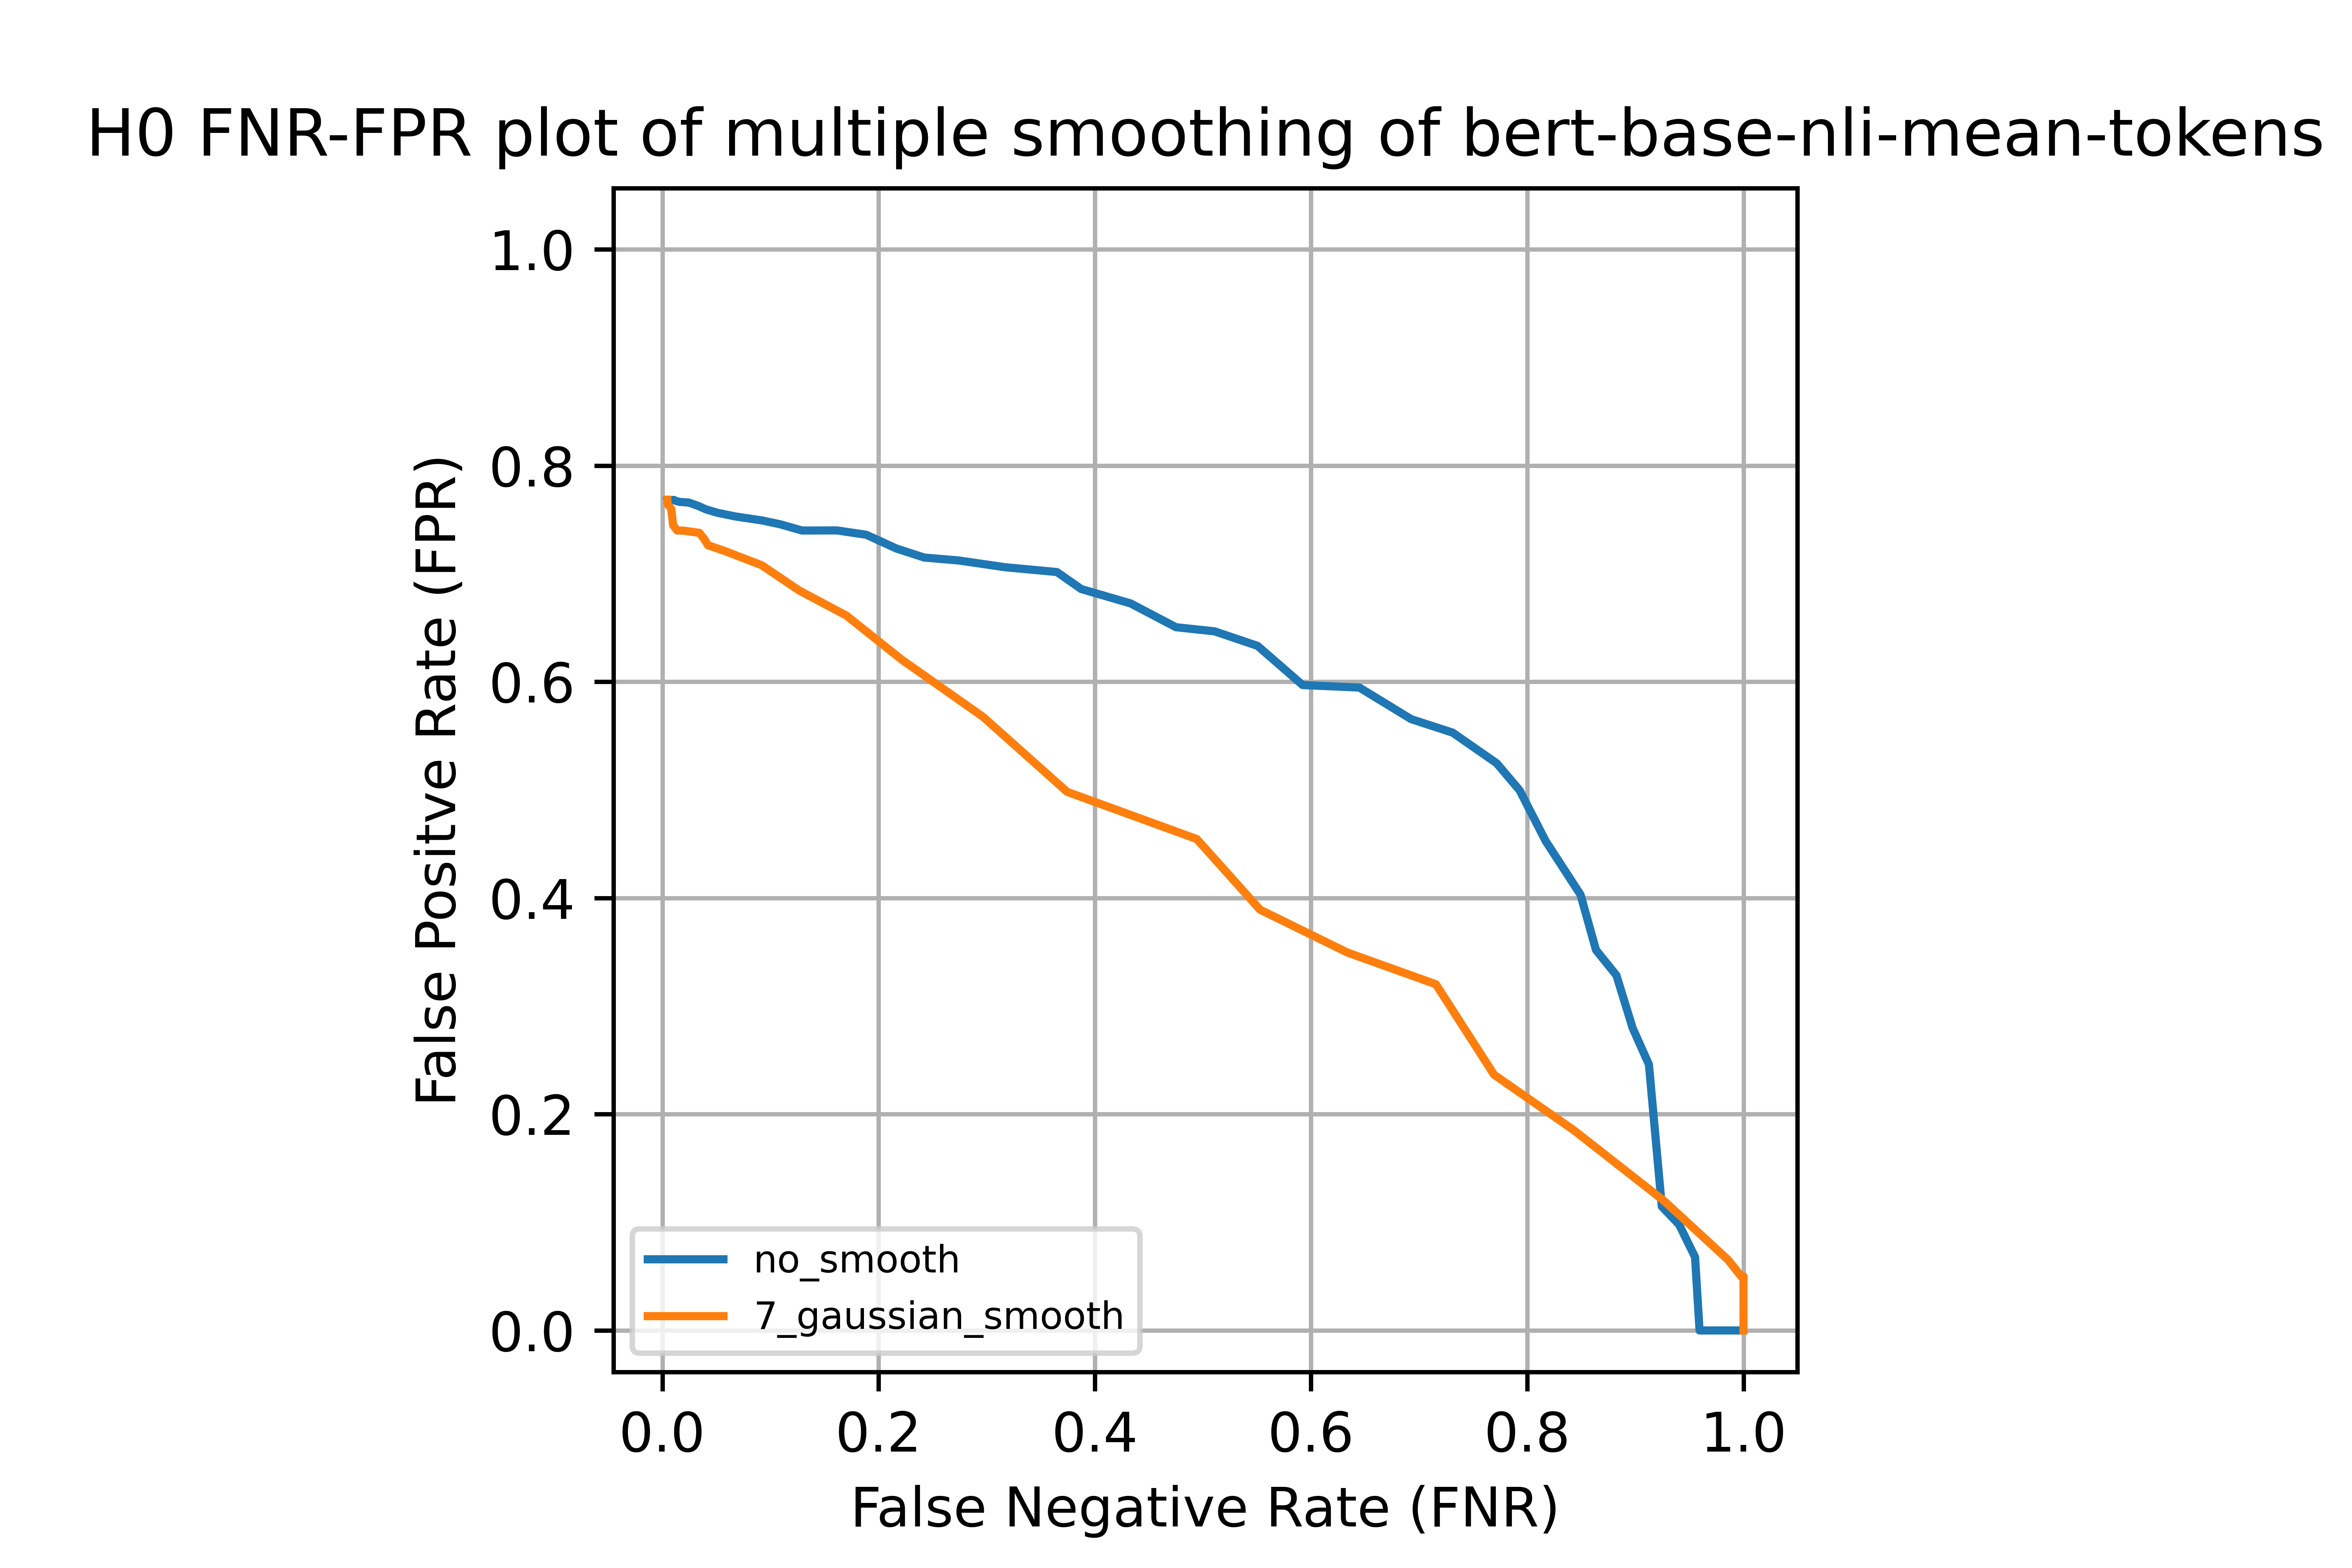 H0 FNR-FPR plot of multiple smoothing of bert-base-nli-mean-tokens
False Positve Rate (FPR)
1.0
0.8
0.6
0.4
0.2
0.0
no_smooth
7_gaussian_smooth
0.0 0.2 0.4 0.6 0.8 1.0
False Negative Rate (FNR)